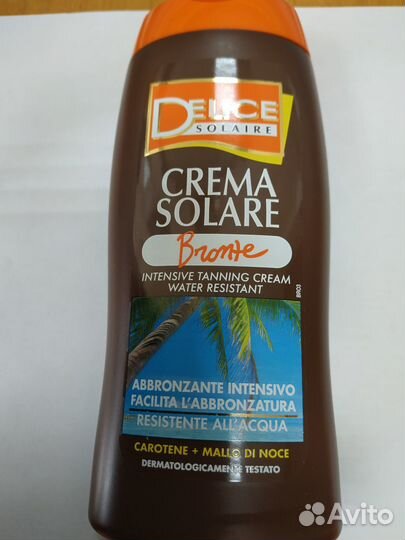 DELICE
SOLAIRE
CREMA
SOLARE
Bronze
INTENSIVE TANNING CREAM
WATER RESISTANT
BR03
ABBRONZANTE INTENSIVO
FACILITA L'ABBRONZATURA
RESISTENTE ALL'ACQUA
CAROTENE + MALLO DI NOCE
DERMATOLOGICAMENTE TESTATO
Avito